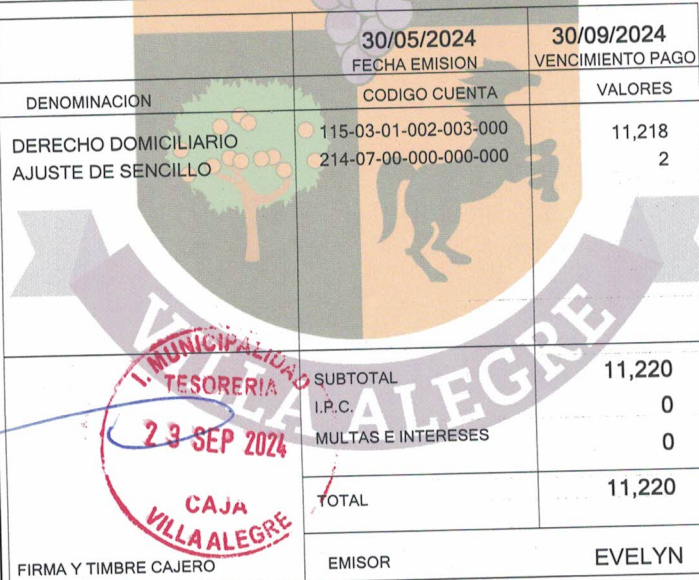 30/05/2024 30/09/2024
FECHA EMISION VENCIMIENTO PAGO
DENOMINACION CODIGO CUENTA VALORES
DERECHO DOMICILIARIO 115-03-01-002-003-000 11,218
AJUSTE DE SENCILLO 214-07-00-000-000-000 2
VILLA ALEGRE
I. MUNICIPALIDAD
TESORERIA
23 SEP 2024
CAJA
VILLA ALEGRE
SUBTOTAL 11,220
I.P.C. 0
MULTAS E INTERESES 0
TOTAL 11,220
FIRMA Y TIMBRE CAJERO EMISOR EVELYN